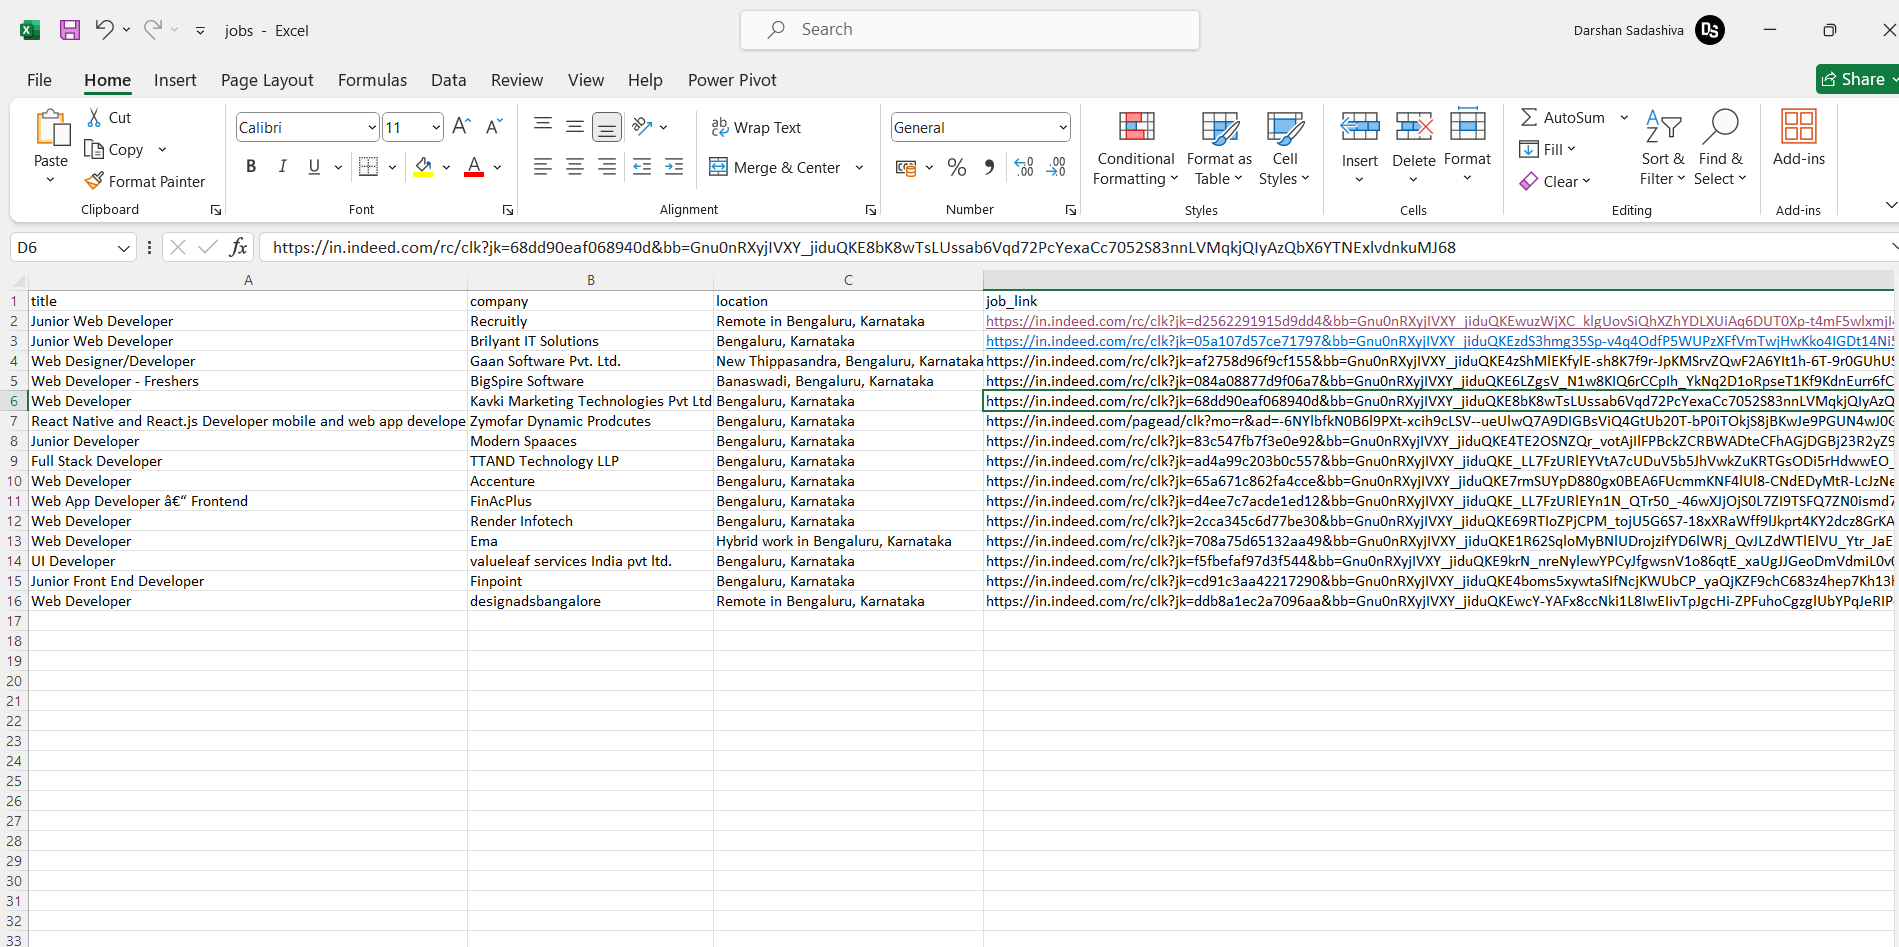 jobs - Excel
Search
Darshan Sadashiva DS
File Home Insert Page Layout Formulas Data Review View Help Power Pivot
Share
Paste
Cut
Copy
Format Painter
Clipboard
Calibri 11
B I U
Font
Wrap Text
Merge & Center
Alignment
General
Number
Conditional Formatting
Format as Table
Cell Styles
Styles
Insert Delete Format
Cells
AutoSum
Fill
Clear
Sort & Filter
Find & Select
Editing
Add-ins
Add-ins
D6 fx https://in.indeed.com/rc/clk?jk=68dd90eaf068940d&bb=Gnu0nRXyjIVXY_jiduQKE8bK8wTsLUssab6Vqd72PcYexaCc7052S83nnLVMqkjQIyAzQbX6YTNExlvdnkuMJ68
A B C
1 title company location job_link
2 Junior Web Developer Recruitly Remote in Bengaluru, Karnataka https://in.indeed.com/rc/clk?jk=d2562291915d9dd4&bb=Gnu0nRXyjIVXY_jiduQKEwuzWjXC_klgUovSiQhXZhYDLXUiAq6DUT0Xp-t4mF5wlxmjI
3 Junior Web Developer Brilyant IT Solutions Bengaluru, Karnataka https://in.indeed.com/rc/clk?jk=05a107d57ce71797&bb=Gnu0nRXyjIVXY_jiduQKEzdS3hmg35Sp-v4q4OdfP5WUPzXFfVmTwjHwKko4IGDt14Ni
4 Web Designer/Developer Gaan Software Pvt. Ltd. New Thippasandra, Bengaluru, Karnataka https://in.indeed.com/rc/clk?jk=af2758d96f9cf155&bb=Gnu0nRXyjIVXY_jiduQKE4zShMlEKfylE-sh8K7f9r-JpKMSrvZQwF2A6YIt1h-6T-9r0GUhUS
5 Web Developer - Freshers BigSpire Software Banaswadi, Bengaluru, Karnataka https://in.indeed.com/rc/clk?jk=084a08877d9f06a7&bb=Gnu0nRXyjIVXY_jiduQKE6LZgsV_N1w8KIQ6rCCpIh_YkNq2D1oRpseT1Kf9KdnEurr6fC
6 Web Developer Kavki Marketing Technologies Pvt Ltd Bengaluru, Karnataka https://in.indeed.com/rc/clk?jk=68dd90eaf068940d&bb=Gnu0nRXyjIVXY_jiduQKE8bK8wTsLUssab6Vqd72PcYexaCc7052S83nnLVMqkjQIyAzQ
7 React Native and React.js Developer mobile and web app develope Zymofar Dynamic Prodcutes Bengaluru, Karnataka https://in.indeed.com/pagead/clk?mo=r&ad=-6NYlbfkN0B6l9PXt-xcih9cLSV--ueUlwQ7A9DIGBsViQ4GtUb20T-bP0iTOkjS8jBKwJe9PGUN4wJ0G
8 Junior Developer Modern Spaaces Bengaluru, Karnataka https://in.indeed.com/rc/clk?jk=83c547fb7f3e0e92&bb=Gnu0nRXyjIVXY_jiduQKE4TE2OSNZQr_votAjIlFPBckZCRBWADteCFhAGjDGBj23R2yZ9
9 Full Stack Developer TTAND Technology LLP Bengaluru, Karnataka https://in.indeed.com/rc/clk?jk=ad4a99c203b0c557&bb=Gnu0nRXyjIVXY_jiduQKE_LL7FzURlEYVtA7cUDuV5b5JhVwkZuKRTGsODi5rHdwwEO_
10 Web Developer Accenture Bengaluru, Karnataka https://in.indeed.com/rc/clk?jk=65a671c862fa4cce&bb=Gnu0nRXyjIVXY_jiduQKE7rmSUYpD880gx0BEA6FUcmmKNF4lUl8-CNdEDyMtR-LcJzNe
11 Web App Developer â€“ Frontend FinAcPlus Bengaluru, Karnataka https://in.indeed.com/rc/clk?jk=d4ee7c7acde1ed12&bb=Gnu0nRXyjIVXY_jiduQKE_LL7FzURlEYn1N_QTr50_-46wXJjOjS0L7ZI9TSFQ7ZN0ismd7
12 Web Developer Render Infotech Bengaluru, Karnataka https://in.indeed.com/rc/clk?jk=2cca345c6d77be30&bb=Gnu0nRXyjIVXY_jiduQKE69RTIoZPjCPM_tojU5G6S7-18xXRaWff9lJkprt4KY2dcz8GrKA
13 Web Developer Ema Hybrid work in Bengaluru, Karnataka https://in.indeed.com/rc/clk?jk=708a75d65132aa49&bb=Gnu0nRXyjIVXY_jiduQKE1R62SqloMyBNlUDrojzifYD6lWRj_QvJLZdWTlElVU_Ytr_JaE
14 UI Developer valueleaf services India pvt ltd. Bengaluru, Karnataka https://in.indeed.com/rc/clk?jk=f5fbefaf97d3f544&bb=Gnu0nRXyjIVXY_jiduQKE9krN_nreNylewYPCyJfgwsnV1o86qtE_xaUgJJGeoDmVdmiL0v
15 Junior Front End Developer Finpoint Bengaluru, Karnataka https://in.indeed.com/rc/clk?jk=cd91c3aa42217290&bb=Gnu0nRXyjIVXY_jiduQKE4boms5xywtaSIfNcjKWUbCP_yaQjKZF9chC683z4hep7Kh13
16 Web Developer designadsbangalore Remote in Bengaluru, Karnataka https://in.indeed.com/rc/clk?jk=ddb8a1ec2a7096aa&bb=Gnu0nRXyjIVXY_jiduQKEwcY-YAFx8ccNki1L8IwEIivTpJgcHi-ZPFuhoCgzglUbYPqJeRIP
17
18
19
20
21
22
23
24
25
26
27
28
29
30
31
32
33